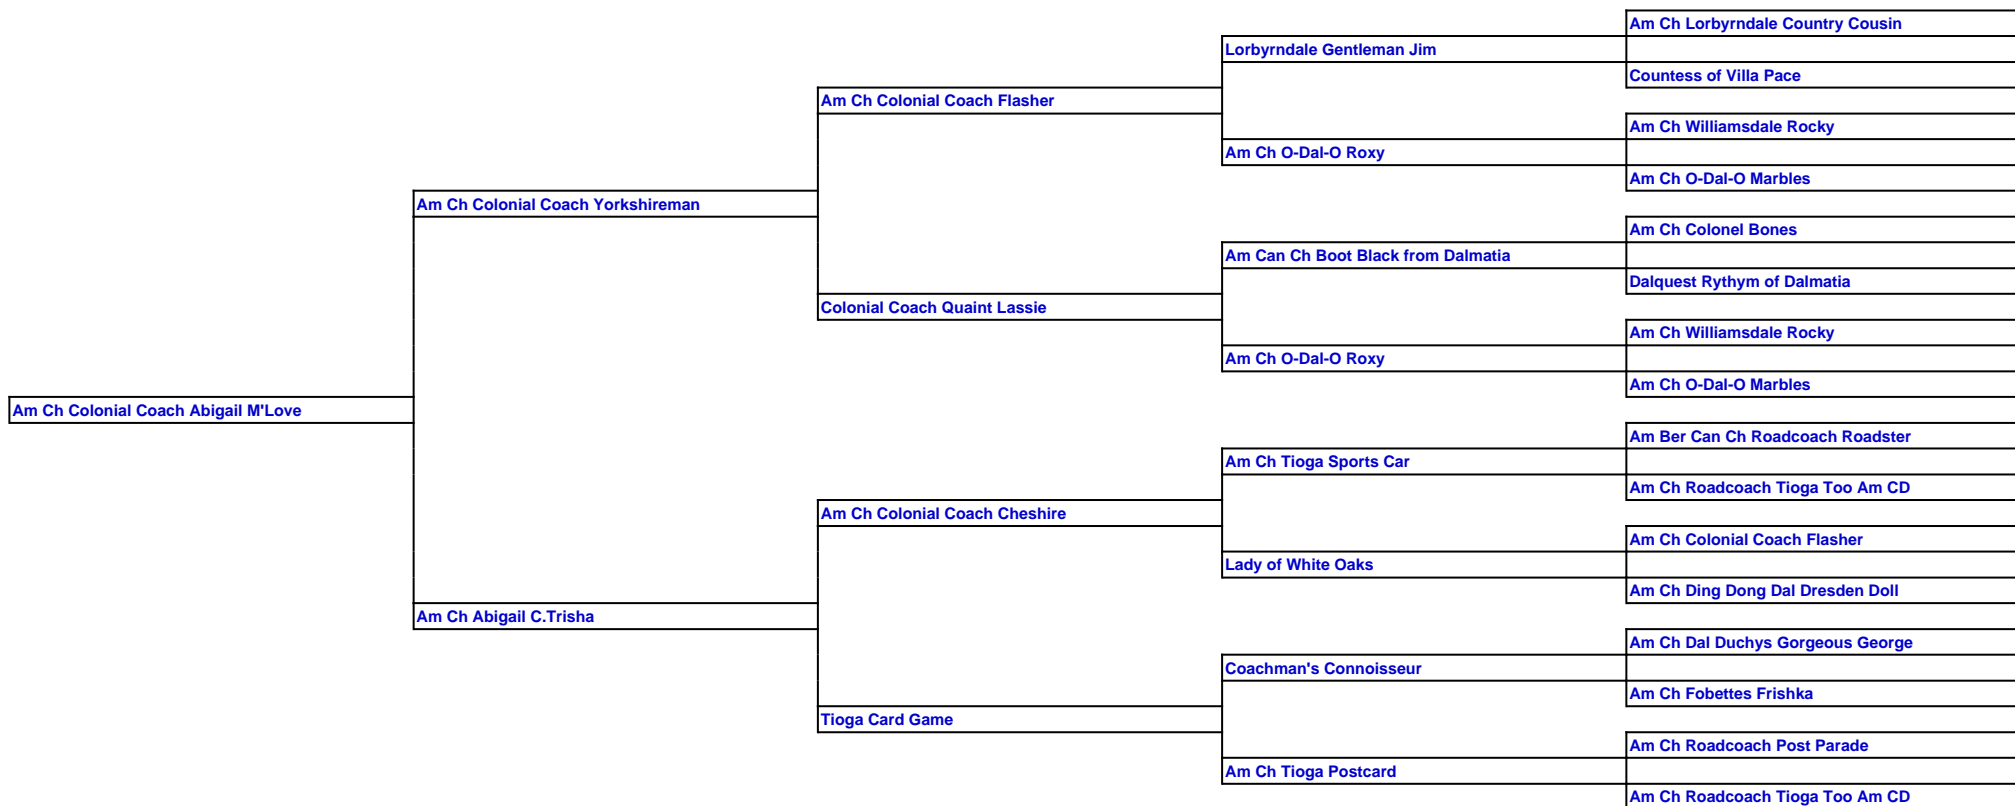 Am Ch Lorbyrndale Country Cousin
Lorbyrndale Gentleman Jim
Countess of Villa Pace
Am Ch Colonial Coach Flasher
Am Ch Williamsdale Rocky
Am Ch O-Dal-O Roxy
Am Ch O-Dal-O Marbles
Am Ch Colonial Coach Yorkshireman
Am Ch Colonel Bones
Am Can Ch Boot Black from Dalmatia
Dalquest Rythym of Dalmatia
Colonial Coach Quaint Lassie
Am Ch Williamsdale Rocky
Am Ch O-Dal-O Roxy
Am Ch O-Dal-O Marbles
Am Ch Colonial Coach Abigail M'Love
Am Ber Can Ch Roadcoach Roadster
Am Ch Tioga Sports Car
Am Ch Roadcoach Tioga Too Am CD
Am Ch Colonial Coach Cheshire
Am Ch Colonial Coach Flasher
Lady of White Oaks
Am Ch Ding Dong Dal Dresden Doll
Am Ch Abigail C.Trisha
Am Ch Dal Duchys Gorgeous George
Coachman's Connoisseur
Am Ch Fobettes Frishka
Tioga Card Game
Am Ch Roadcoach Post Parade
Am Ch Tioga Postcard
Am Ch Roadcoach Tioga Too Am CD